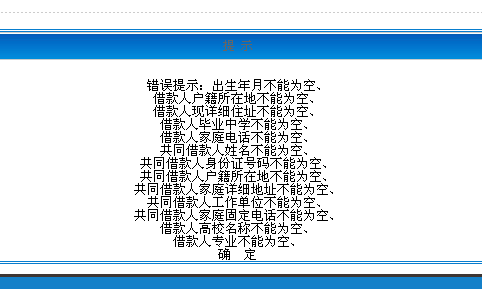 提 示
错误提示：出生年月不能为空、
借款人户籍所在地不能为空、
借款人现详细住址不能为空、
借款人毕业中学不能为空、
借款人家庭电话不能为空、
共同借款人姓名不能为空、
共同借款人身份证号码不能为空、
共同借款人户籍所在地不能为空、
共同借款人家庭详细地址不能为空、
共同借款人工作单位不能为空、
共同借款人家庭固定电话不能为空、
借款人高校名称不能为空、
借款人专业不能为空、
确 定